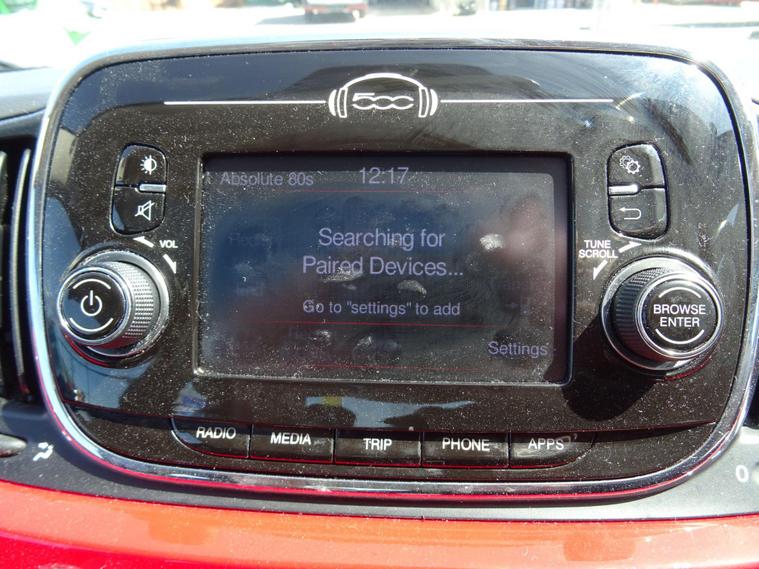 500
Absolute 80s 12:17
Searching for
Paired Devices...
Go to "settings" to add
Settings
VOL
TUNE
SCROLL
BROWSE
ENTER
RADIO MEDIA TRIP PHONE APPS
0